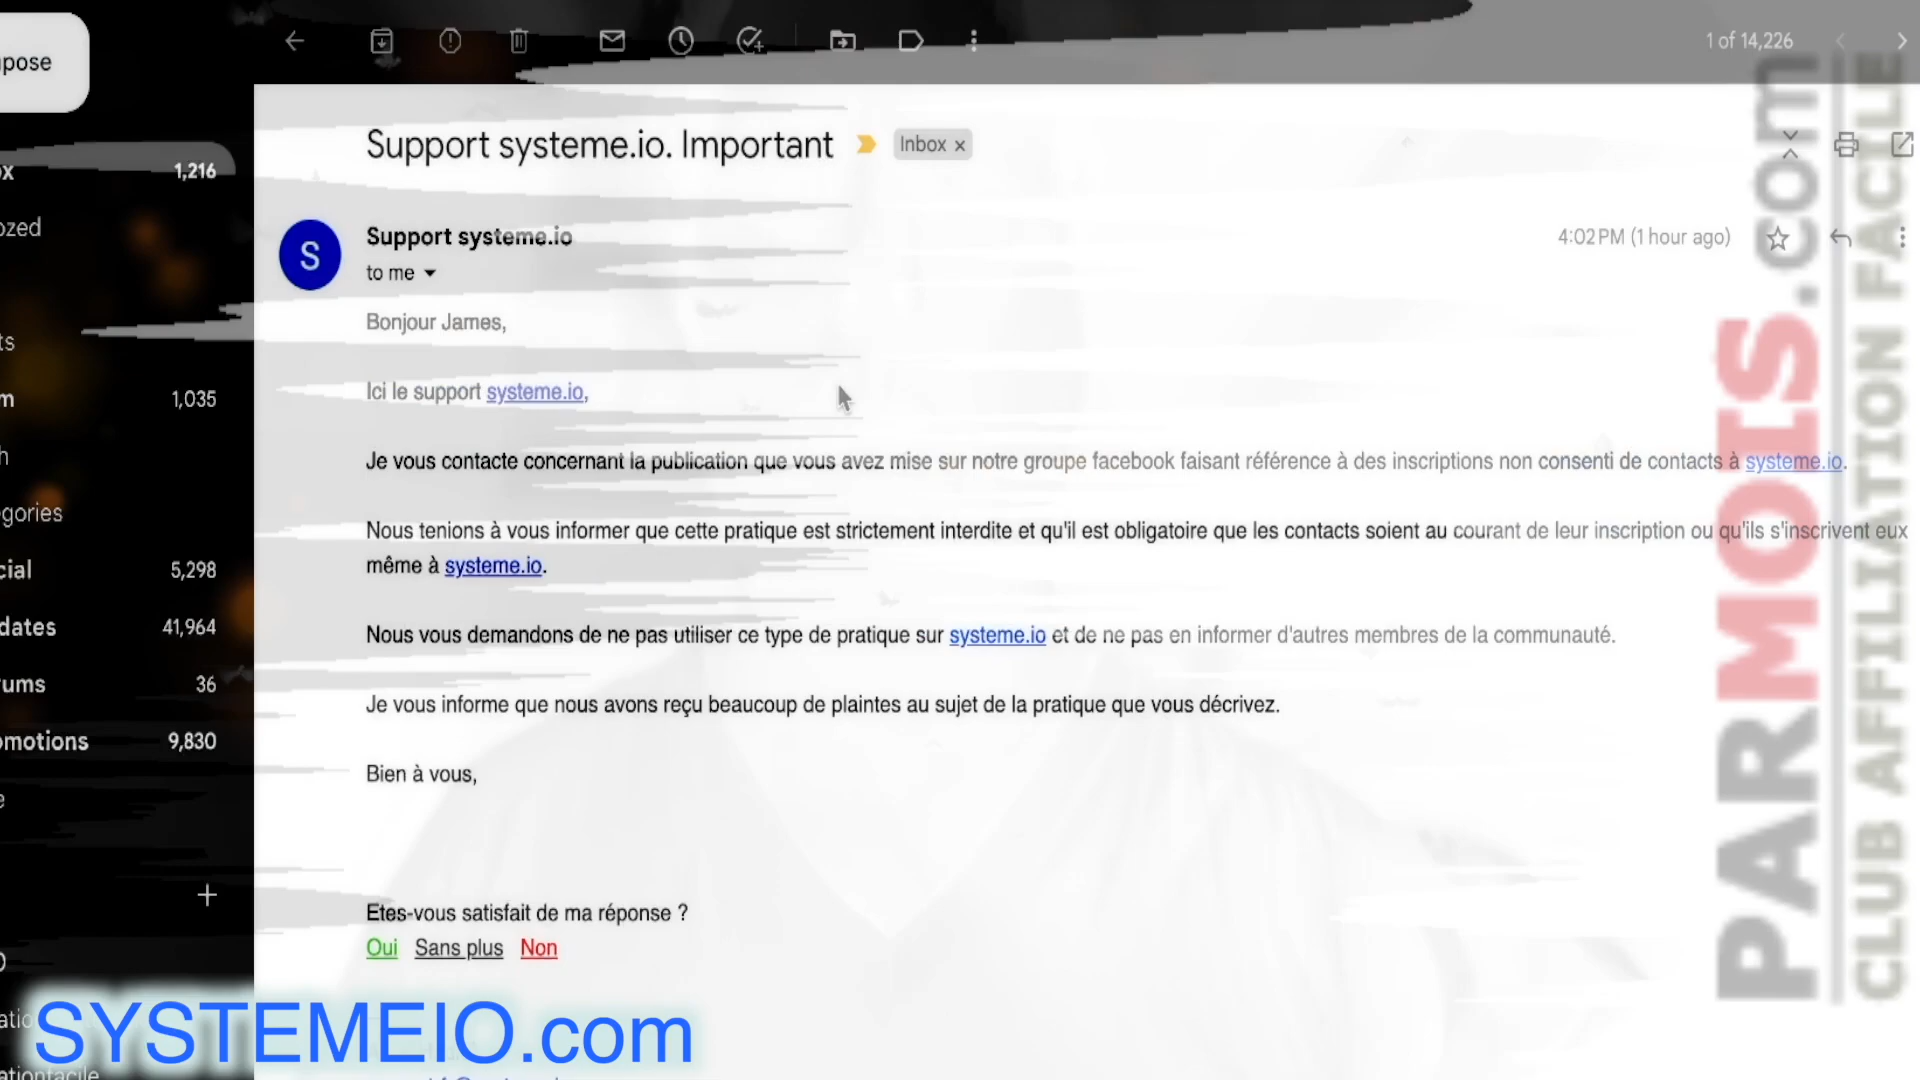 1 of 14,226
pose
Support systeme.io. Important
Inbox ×
x 1,216
ozed
Support systeme.io
4:02 PM (1 hour ago)
to me
Bonjour James,
ts
Ici le support systeme.io,
m 1,035
h
Je vous contacte concernant la publication que vous avez mise sur notre groupe facebook faisant référence à des inscriptions non consenti de contacts à systeme.io.
gories
Nous tenions à vous informer que cette pratique est strictement interdite et qu'il est obligatoire que les contacts soient au courant de leur inscription ou qu'ils s'inscrivent eux
même à systeme.io.
cial 5,298
dates 41,964
Nous vous demandons de ne pas utiliser ce type de pratique sur systeme.io et de ne pas en informer d'autres membres de la communauté.
rums 36
Je vous informe que nous avons reçu beaucoup de plaintes au sujet de la pratique que vous décrivez.
omotions 9,830
Bien à vous,
e
Etes-vous satisfait de ma réponse ?
Oui Sans plus Non
SYSTEMEIO.com
PARMOIS.com
CLUB AFFILIATION FACILE